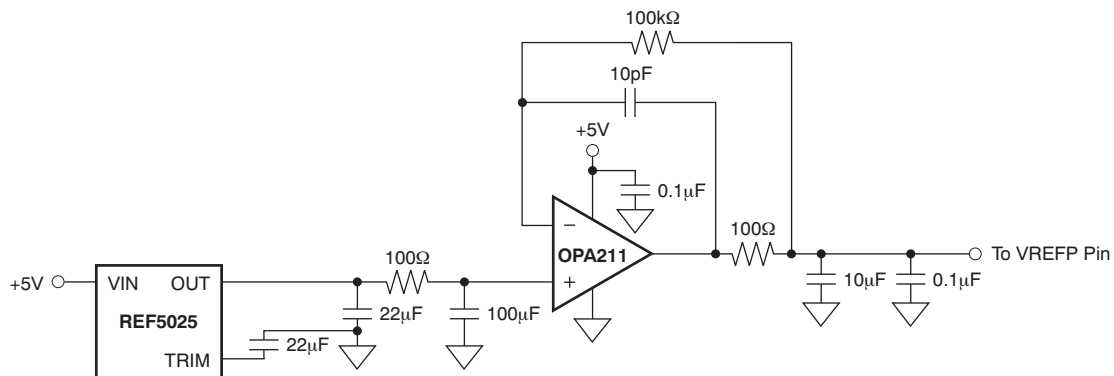 100kΩ
10pF
+5V
0.1μF
OPA211
100Ω
To VREFP Pin
10μF
0.1μF
+5V
VIN
OUT
REF5025
TRIM
100Ω
22μF
100μF
22μF
−
+